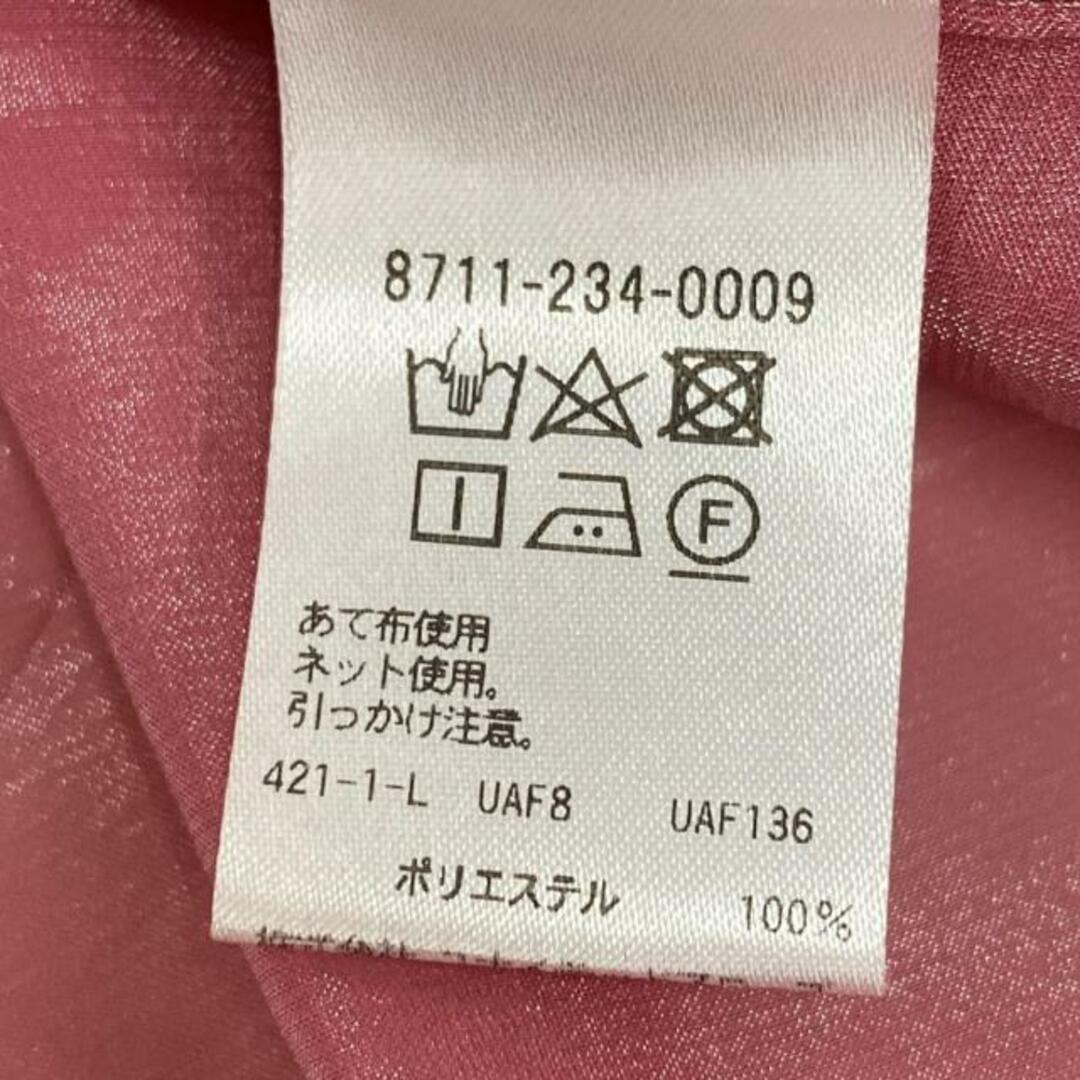 8711-234-0009
F
あて布使用
ネット使用。
引っかけ注意。
421-1-L UAF8 UAF136
ポリエステル 100%